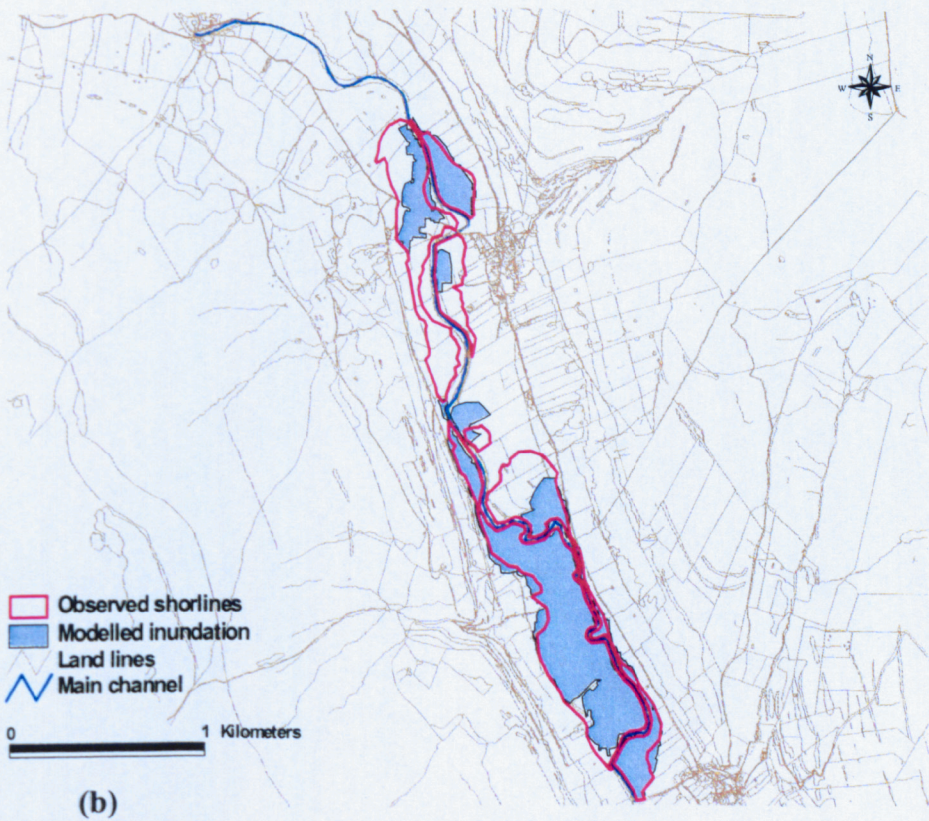 N
W E
S
Observed shorlines
Modelled inundation
Land lines
Main channel
0 1 Kilometers
(b)